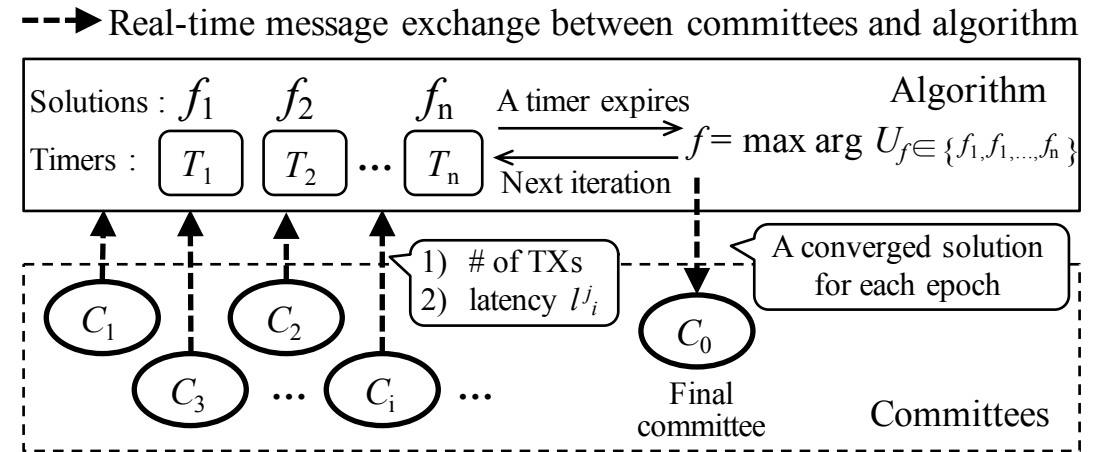 Real-time message exchange between committees and algorithm
Solutions : f1 f2 fn
A timer expires
Algorithm
Timers : T1 T2 ... Tn
f = max arg U f∈{f1,f1,...,fn}
Next iteration
1) # of TXs
2) latency l^j_i
A converged solution
for each epoch
C1 C2 C0
C3 ... Ci ...
Final
committee
Committees